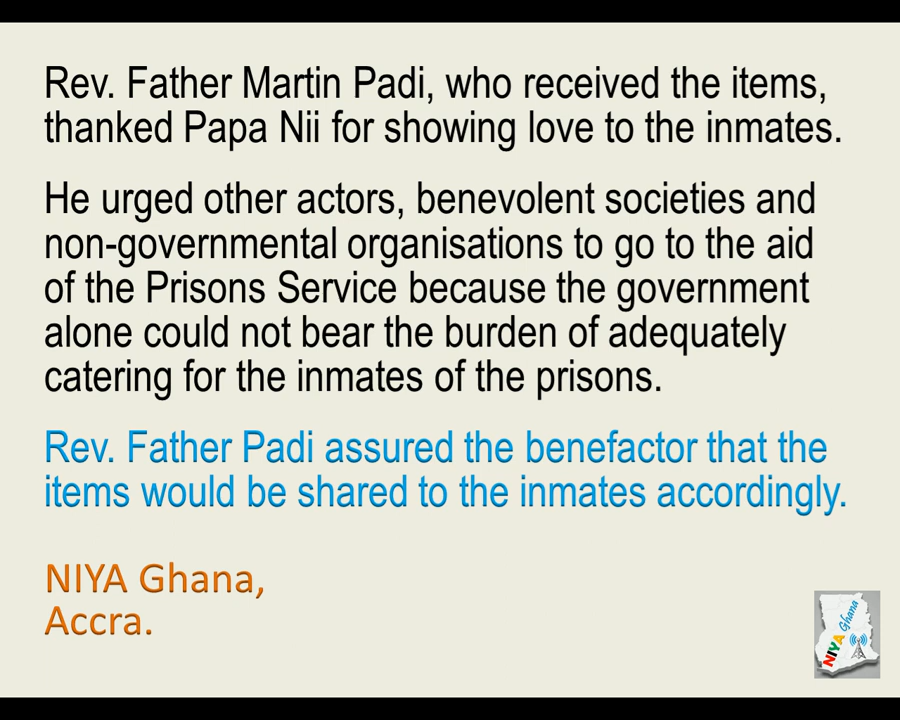 Rev. Father Martin Padi, who received the items,
thanked Papa Nii for showing love to the inmates.
He urged other actors, benevolent societies and
non-governmental organisations to go to the aid
of the Prisons Service because the government
alone could not bear the burden of adequately
catering for the inmates of the prisons.
Rev. Father Padi assured the benefactor that the
items would be shared to the inmates accordingly.
NIYA Ghana,
Accra.
NIYA Ghana